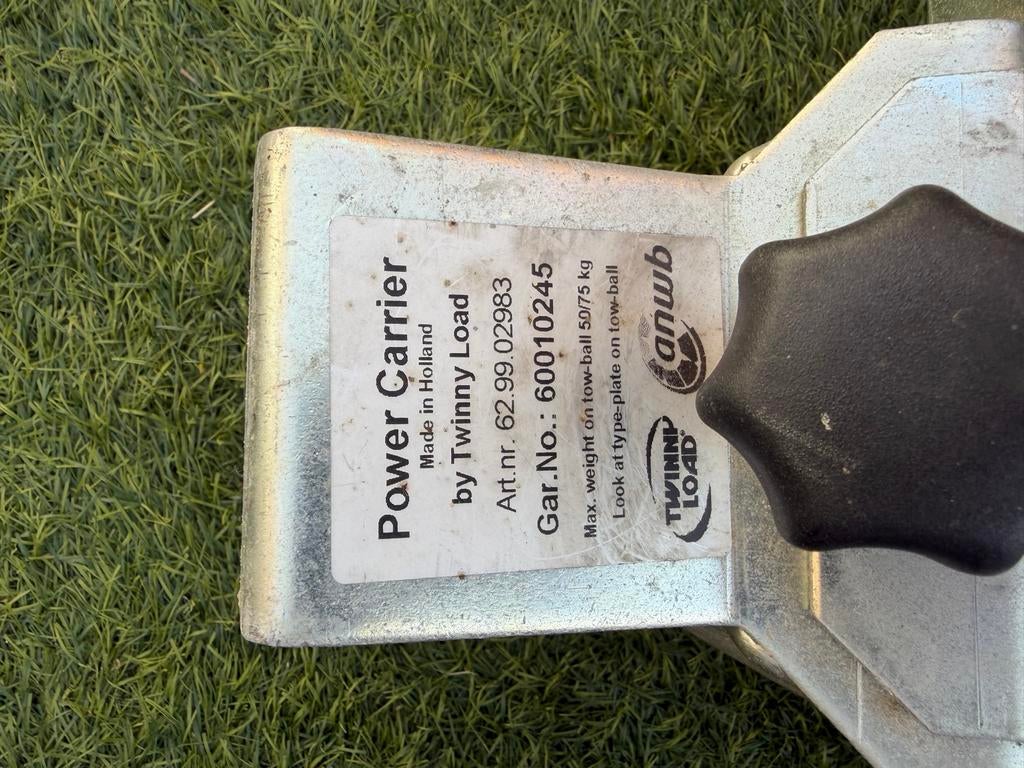 Power Carrier
Made in Holland
by Twinny Load
Art.nr. 62.99.02983
Gar.No.: 60010245
Max. weight on tow-ball 50/75 kg
Look at type-plate on tow-ball
TWINNY LOAD®
anwb